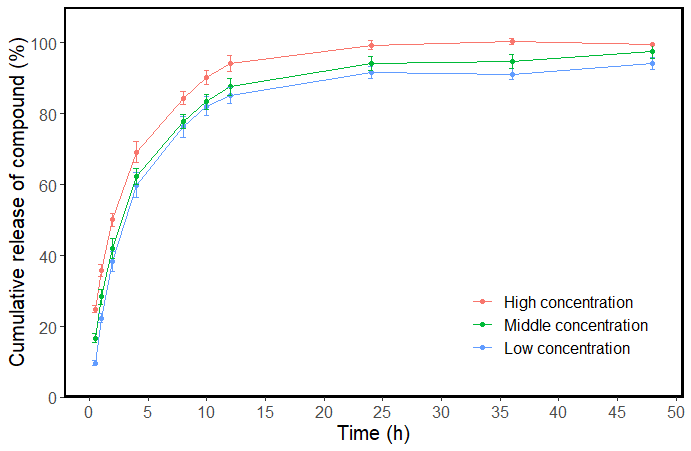 Cumulative release of compound (%)
100
80
60
40
20
0
High concentration
Middle concentration
Low concentration
0 5 10 15 20 25 30 35 40 45 50
Time (h)